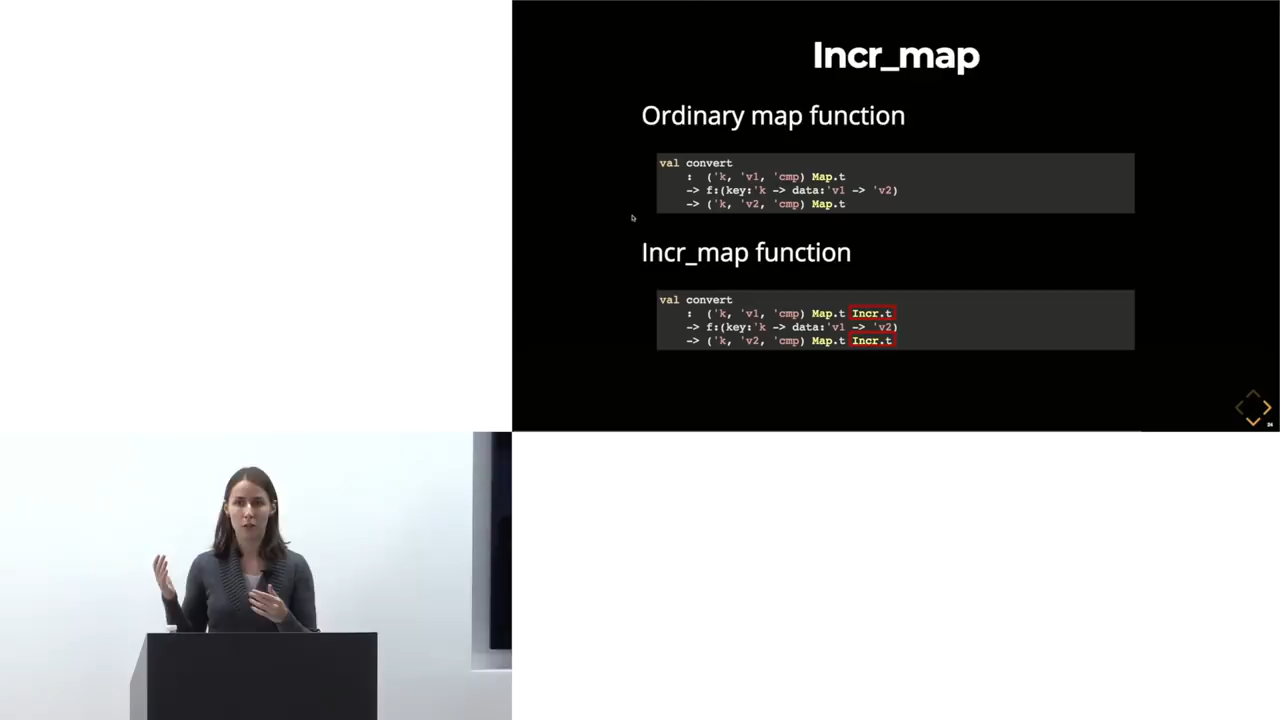 Incr_map
Ordinary map function
val convert
: ('k, 'v1, 'cmp) Map.t
-> f:(key:'k -> data:'v1 -> 'v2)
-> ('k, 'v2, 'cmp) Map.t
Incr_map function
val convert
: ('k, 'v1, 'cmp) Map.t Incr.t
-> f:(key:'k -> data:'v1 -> 'v2)
-> ('k, 'v2, 'cmp) Map.t Incr.t
24